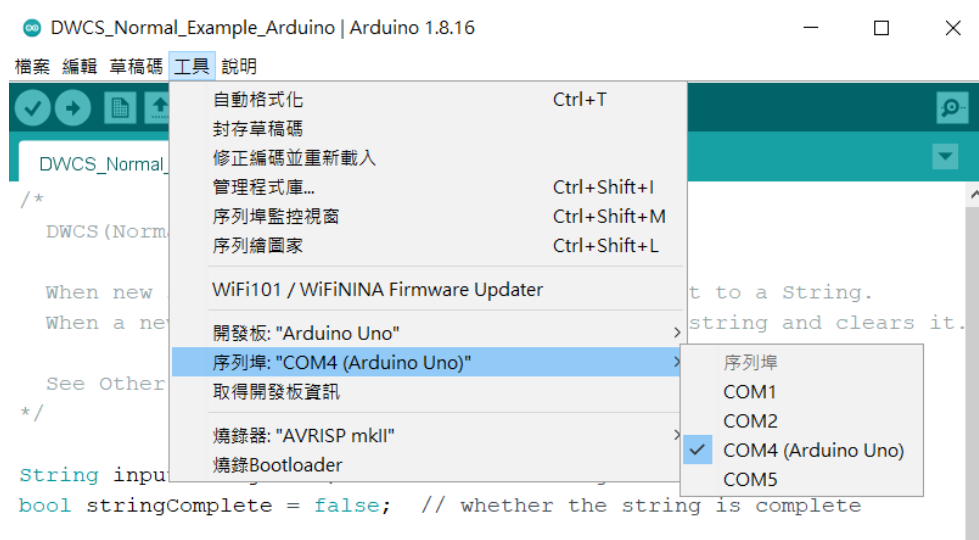 DWCS_Normal_Example_Arduino | Arduino 1.8.16
檔案 編輯 草稿碼 工具 說明
自動格式化 Ctrl+T
封存草稿碼
修正編碼並重新載入
管理程式庫... Ctrl+Shift+I
序列埠監控視窗 Ctrl+Shift+M
序列繪圖家 Ctrl+Shift+L
WiFi101 / WiFiNINA Firmware Updater
開發板: "Arduino Uno"
序列埠: "COM4 (Arduino Uno)"
取得開發板資訊
燒錄器: "AVRISP mkII"
燒錄Bootloader
序列埠
COM1
COM2
COM4 (Arduino Uno)
COM5
DWCS_Normal_
/*
DWCS(Norm
When new t to a String.
When a ne string and clears it.
See Other
*/
String inpu
bool stringComplete = false; // whether the string is complete